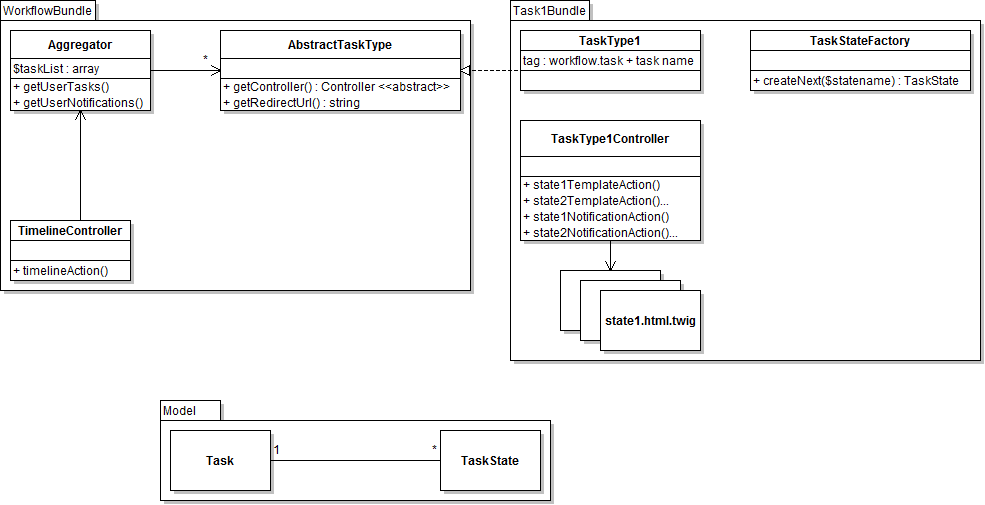 WorkflowBundle
Aggregator
$taskList : array
+ getUserTasks()
+ getUserNotifications()
*
AbstractTaskType
+ getController() : Controller <<abstract>>
+ getRedirectUrl() : string
TimelineController
+ timelineAction()
Task1Bundle
TaskType1
tag : workflow.task + task name
TaskStateFactory
+ createNext($statename) : TaskState
TaskType1Controller
+ state1TemplateAction()
+ state2TemplateAction()...
+ state1NotificationAction()
+ state2NotificationAction()...
state1.html.twig
Model
Task
1
*
TaskState